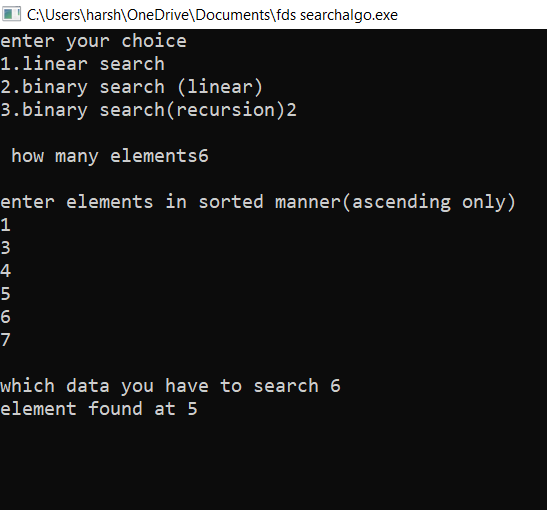 C:\Users\harsh\OneDrive\Documents\fds searchalgo.exe
enter your choice
1.linear search
2.binary search (linear)
3.binary search(recursion)2
how many elements6
enter elements in sorted manner(ascending only)
1
3
4
5
6
7
which data you have to search 6
element found at 5